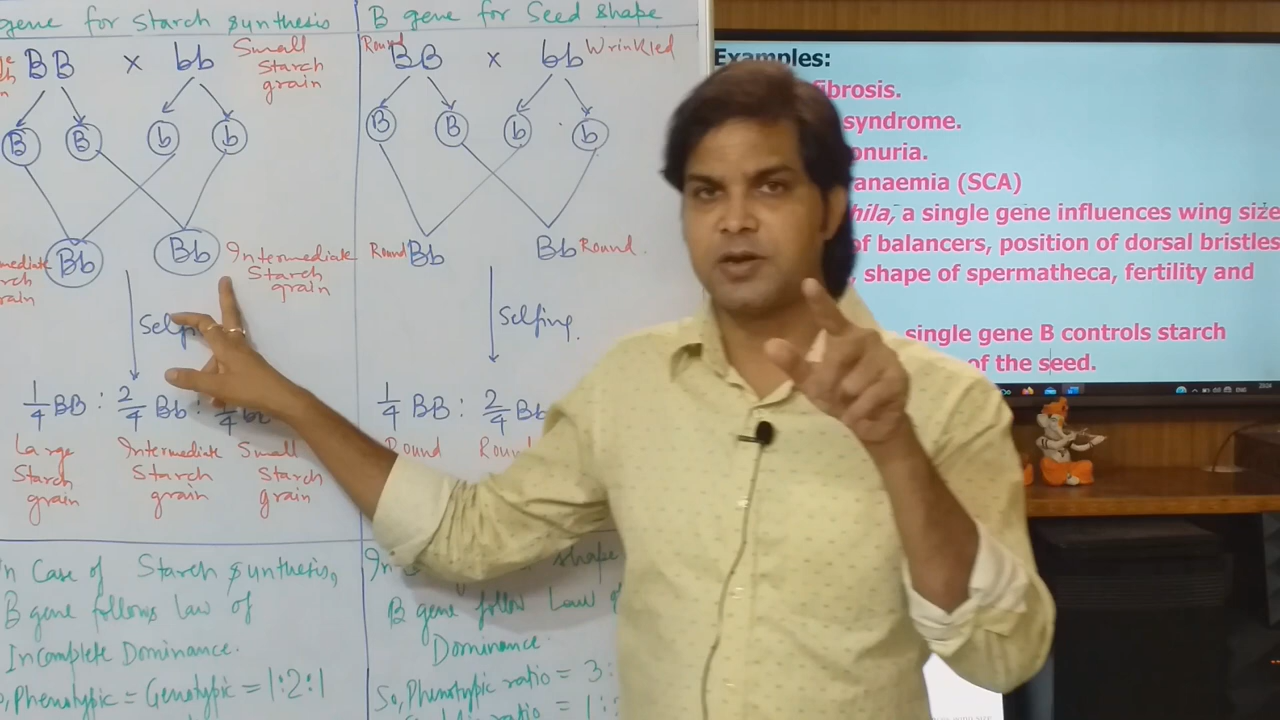 gene for starch synthesis
BB x bb
Small
Starch
grain
B B b b
Bb Bb
Intermediate
Starch
grain
1/4 BB : 2/4 Bb :
Large
Starch
grain
Intermediate
Starch
grain
Small
Starch
grain
In Case of Starch synthesis,
B gene follows law of
Incomplete Dominance.
So, Phenotypic = Genotypic = 1:2:1
B gene for Seed shape
Round BB x bb Wrinkled
B B b b
Round Bb Bb Round.
Selfing.
1/4 BB : 2/4 Bb
Round
shape
B gene follow Law
Dominance.
So, Phenotypic ratio = 3:
ratio = 1:
Examples:
fibrosis.
syndrome.
anaemia (SCA)
a single gene influences wing size
of balancers, position of dorsal bristles
, shape of spermatheca, fertility and
single gene B controls starch
of the seed.